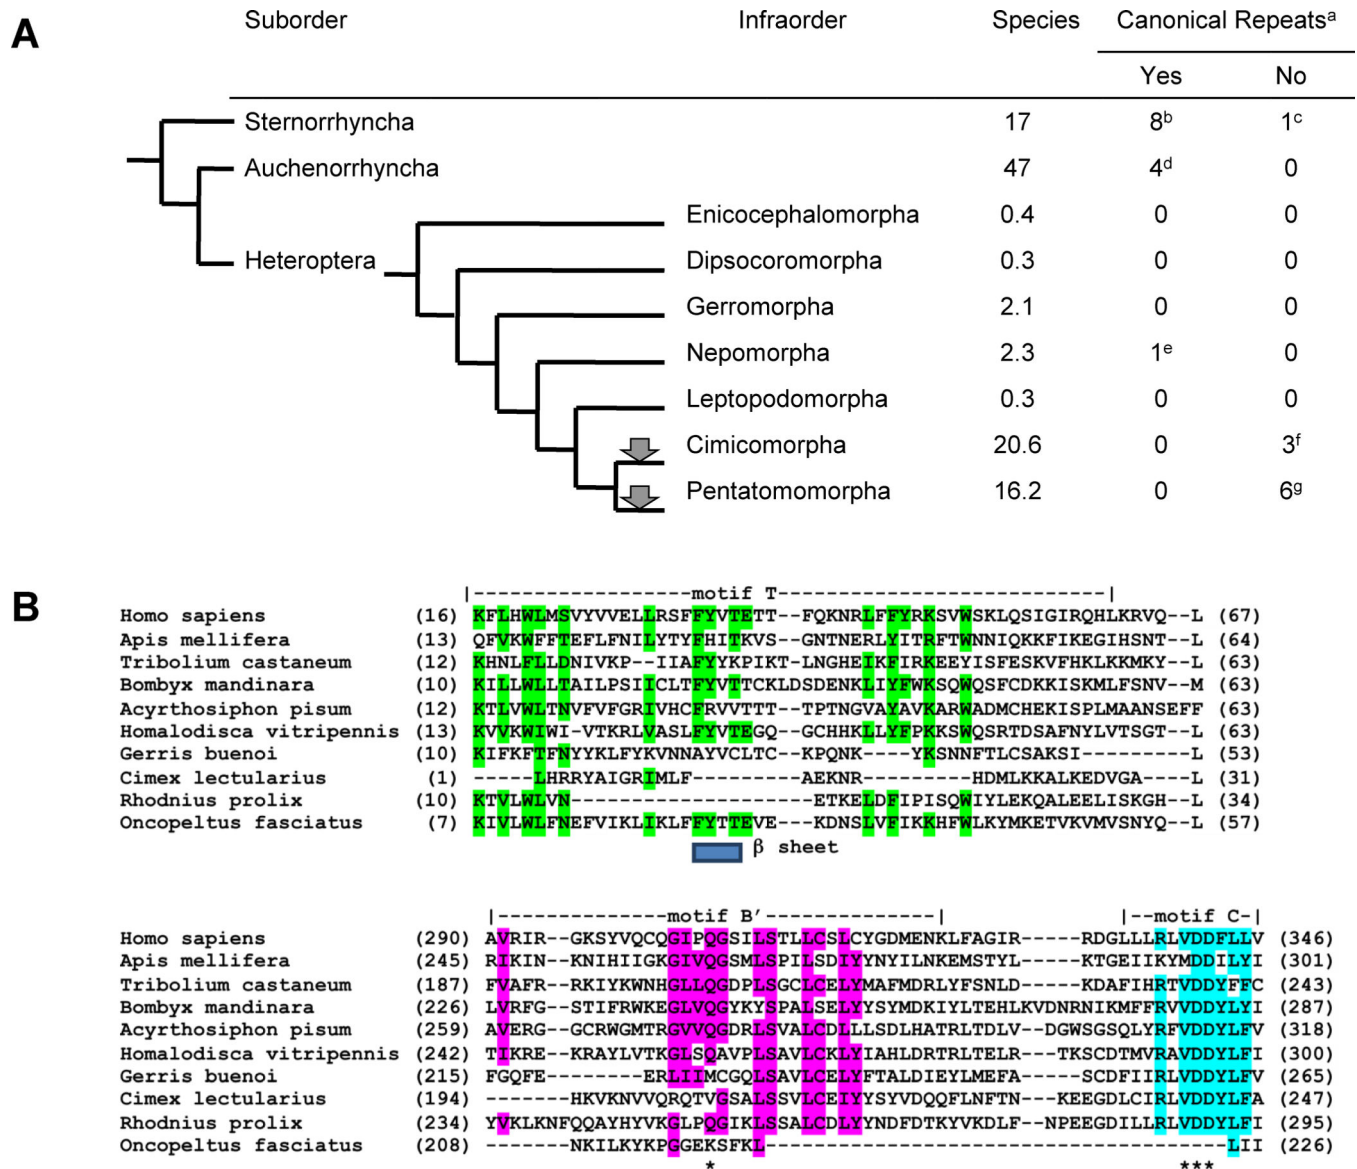 A
Suborder Infraorder Species Canonical Repeatsᵃ
Yes No
Sternorrhyncha 17 8ᵇ 1ᶜ
Auchenorrhyncha 47 4ᵈ 0
Enicocephalomorpha 0.4 0 0
Heteroptera Dipsocoromorpha 0.3 0 0
Gerromorpha 2.1 0 0
Nepomorpha 2.3 1ᵉ 0
Leptopodomorpha 0.3 0 0
Cimicomorpha 20.6 0 3ᶠ
Pentatomomorpha 16.2 0 6ᵍ
B
|------------------motif T---------------------------|
Homo sapiens (16) KFLHWLMSVYVVELLRSFFYVTETT--FQKNRLFFYRKSVWSKLQSIGIRQHLKRVQ--L (67)
Apis mellifera (13) QFVKWFFTEFLFNILYTYFHITKVS--GNTNERLYITRFTWNNIQKKFIKEGIHSNT--L (64)
Tribolium castaneum (12) KHNLFLLDNIVKP--IIAFYYKPIKT-LNGHEIKFIRKEEYISFESKVFHKLKKMKY--L (63)
Bombyx mandinara (10) KILLWLLTAILPSIICLTFYVTTCKLDSDENKLIYFWKSQWQSFCDKKISKMLFSNV--M (63)
Acyrthosiphon pisum (12) KTLVWLTNVFVFGRIVHCFRVVTTT--TPTNGVAYAVKARWADMCHEKISPLMAANSEFF (63)
Homalodisca vitripennis (13) KVVKWIWI-VTKRLVASLFYVTEGQ--GCHHKLLYFPKKSWQSRTDSAFNYLVTSGT--L (63)
Gerris buenoi (10) KIFKFTFNYYKLFYKVNNAYVCLTC--KPQNK----YKSNNFTLCSAKSI---------L (53)
Cimex lectularius (1) -----LHRRYAIGRIMLF---------AEKNR---------HDMLKKALKEDVGA----L (31)
Rhodnius prolix (10) KTVLWLVN--------------------ETKELDFIPISQWIYLEKQALEELISKGH--L (34)
Oncopeltus fasciatus (7) KIVLWLFNEFVIKLIKLFFYTTEVE---KDNSLVFIKKHFWLKYMKETVKVMVSNYQ--L (57)
β sheet
|--------------motif B′---------------| |--motif C-|
Homo sapiens (290) AVRIR--GKSYVQCQGIPQGSILSTLLCSLCYGDMENKLFAGIR-----RDGLLLRLVDDFLLV (346)
Apis mellifera (245) RIKIN--KNIHIIGKGIVQGSMLSPILSDIYYNYILNKEMSTYL-----KTGEIIKYMDDILYI (301)
Tribolium castaneum (187) FVAFR--RKIYKWNHGLLQGDPLSGCLCELYMAFMDRLYFSNLD-----KDAFIHRTVDDYFFC (243)
Bombyx mandinara (226) LVRFG--STIFRWKEGLVQGYKYSPALSELYYSYMDKIYLTEHLKVDNRNIKMFFRVVDDYLYI (287)
Acyrthosiphon pisum (259) AVERG--GCRWGMTRGVVQGDRLSVALCDLLLSDLHATRLTDLV--DGWSGSQLYRFVDDYLFV (318)
Homalodisca vitripennis (242) TIKRE--KRAYLVTKGLSQAVPLSAVLCKLYIAHLDRTRLTELR---TKSCDTMVRAVDDYLFI (300)
Gerris buenoi (215) FGQFE--------ERLIIMCGQLSAVLCELYFTALDIEYLMEFA-----SCDFIIRLVDDYLFV (265)
Cimex lectularius (194) ------HKVKNVVQRQTVGSALSSVLCEIYYSYVDQQFLNFTN---KEEGDLCIRLVDDYLFA (247)
Rhodnius prolix (234) YVKLKNFQQAYHYVKGLPQGIKLSSALCDLYYNDFDTKYVKDLF--NPEEGDILLRLVDDYLFI (295)
Oncopeltus fasciatus (208) ------NKILKYKPGGEKSFKL--------------------------------------LII (226)
* ***